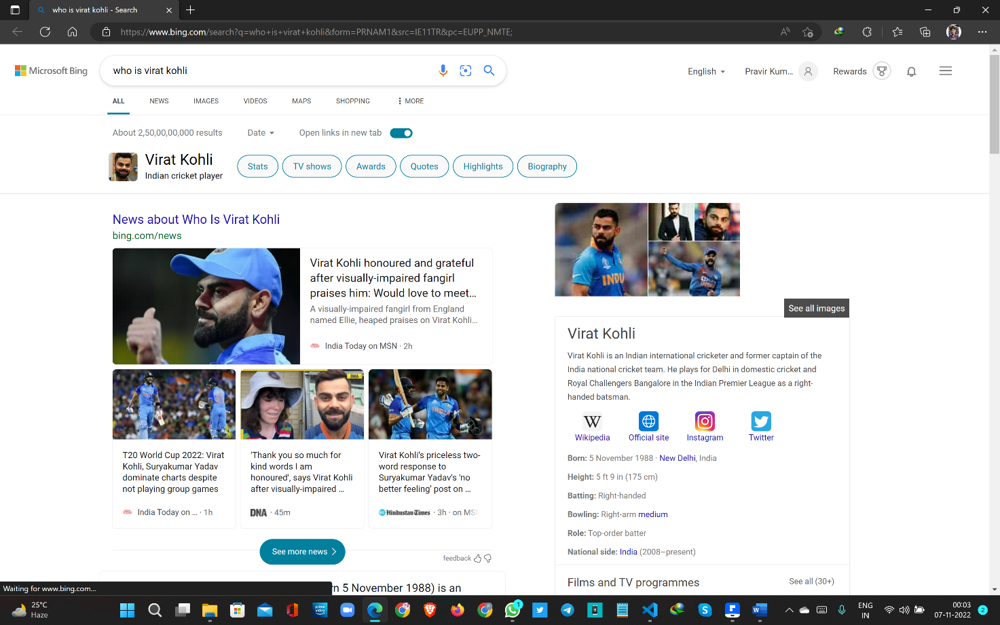 who is virat kohli - Search
https://www.bing.com/search?q=who+is+virat+kohli&form=PRNAM1&src=IE11TR&pc=EUPP_NMTE;
Microsoft Bing
who is virat kohli
English
Pravir Kum...
Rewards
ALL
NEWS
IMAGES
VIDEOS
MAPS
SHOPPING
MORE
About 2,50,00,00,000 results
Date
Open links in new tab
Virat Kohli
Indian cricket player
Stats
TV shows
Awards
Quotes
Highlights
Biography
News about Who Is Virat Kohli
bing.com/news
Virat Kohli honoured and grateful
after visually-impaired fangirl
praises him: Would love to meet...
A visually-impaired fangirl from England
named Ellie, heaped praises on Virat Kohli...
India Today on MSN · 2h
T20 World Cup 2022: Virat
Kohli, Suryakumar Yadav
dominate charts despite
not playing group games
India Today on ... · 1h
DNA
'Thank you so much for
kind words I am
honoured', says Virat Kohli
after visually-impaired ...
DNA · 45m
Virat Kohli's priceless two-
word response to
Suryakumar Yadav's 'no
better feeling' post on ...
Hindustan Times · 3h · on MS
See more news
feedback
n 5 November 1988) is an
INDIA
See all images
Virat Kohli
Virat Kohli is an Indian international cricketer and former captain of the
India national cricket team. He plays for Delhi in domestic cricket and
Royal Challengers Bangalore in the Indian Premier League as a right-
handed batsman.
Wikipedia
Official site
Instagram
Twitter
Born: 5 November 1988 · New Delhi, India
Height: 5 ft 9 in (175 cm)
Batting: Right-handed
Bowling: Right-arm medium
Role: Top-order batter
National side: India (2008–present)
Films and TV programmes
See all (30+)
Waiting for www.bing.com...
25°C
Haze
prime
video
1
ENG
IN
00:03
07-11-2022
2